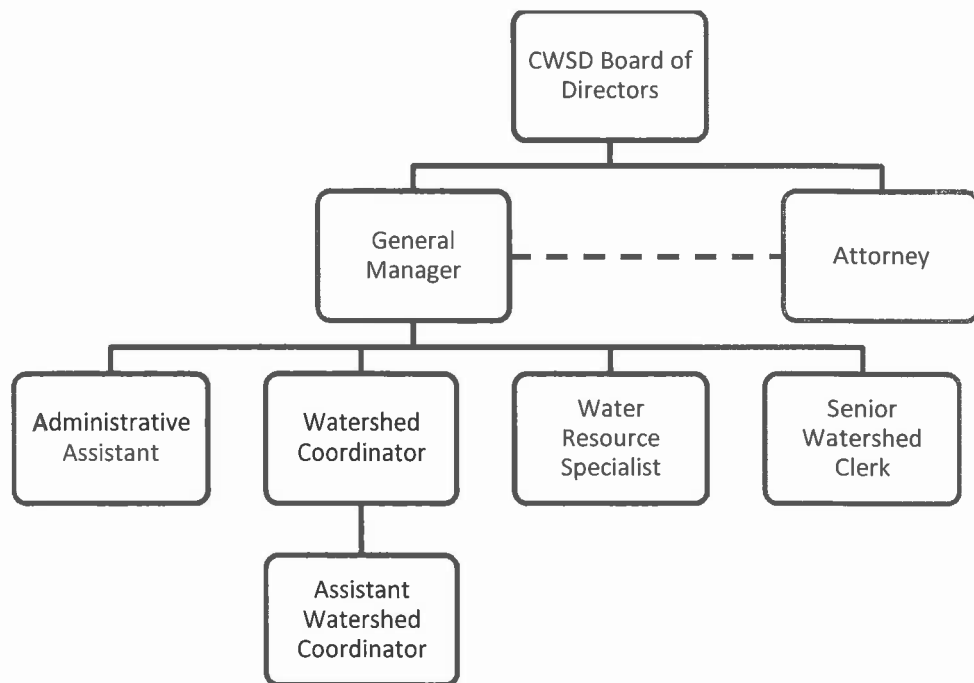 CWSD Board of
Directors
General
Manager
Attorney
Administrative
Assistant
Watershed
Coordinator
Water
Resource
Specialist
Senior
Watershed
Clerk
Assistant
Watershed
Coordinator